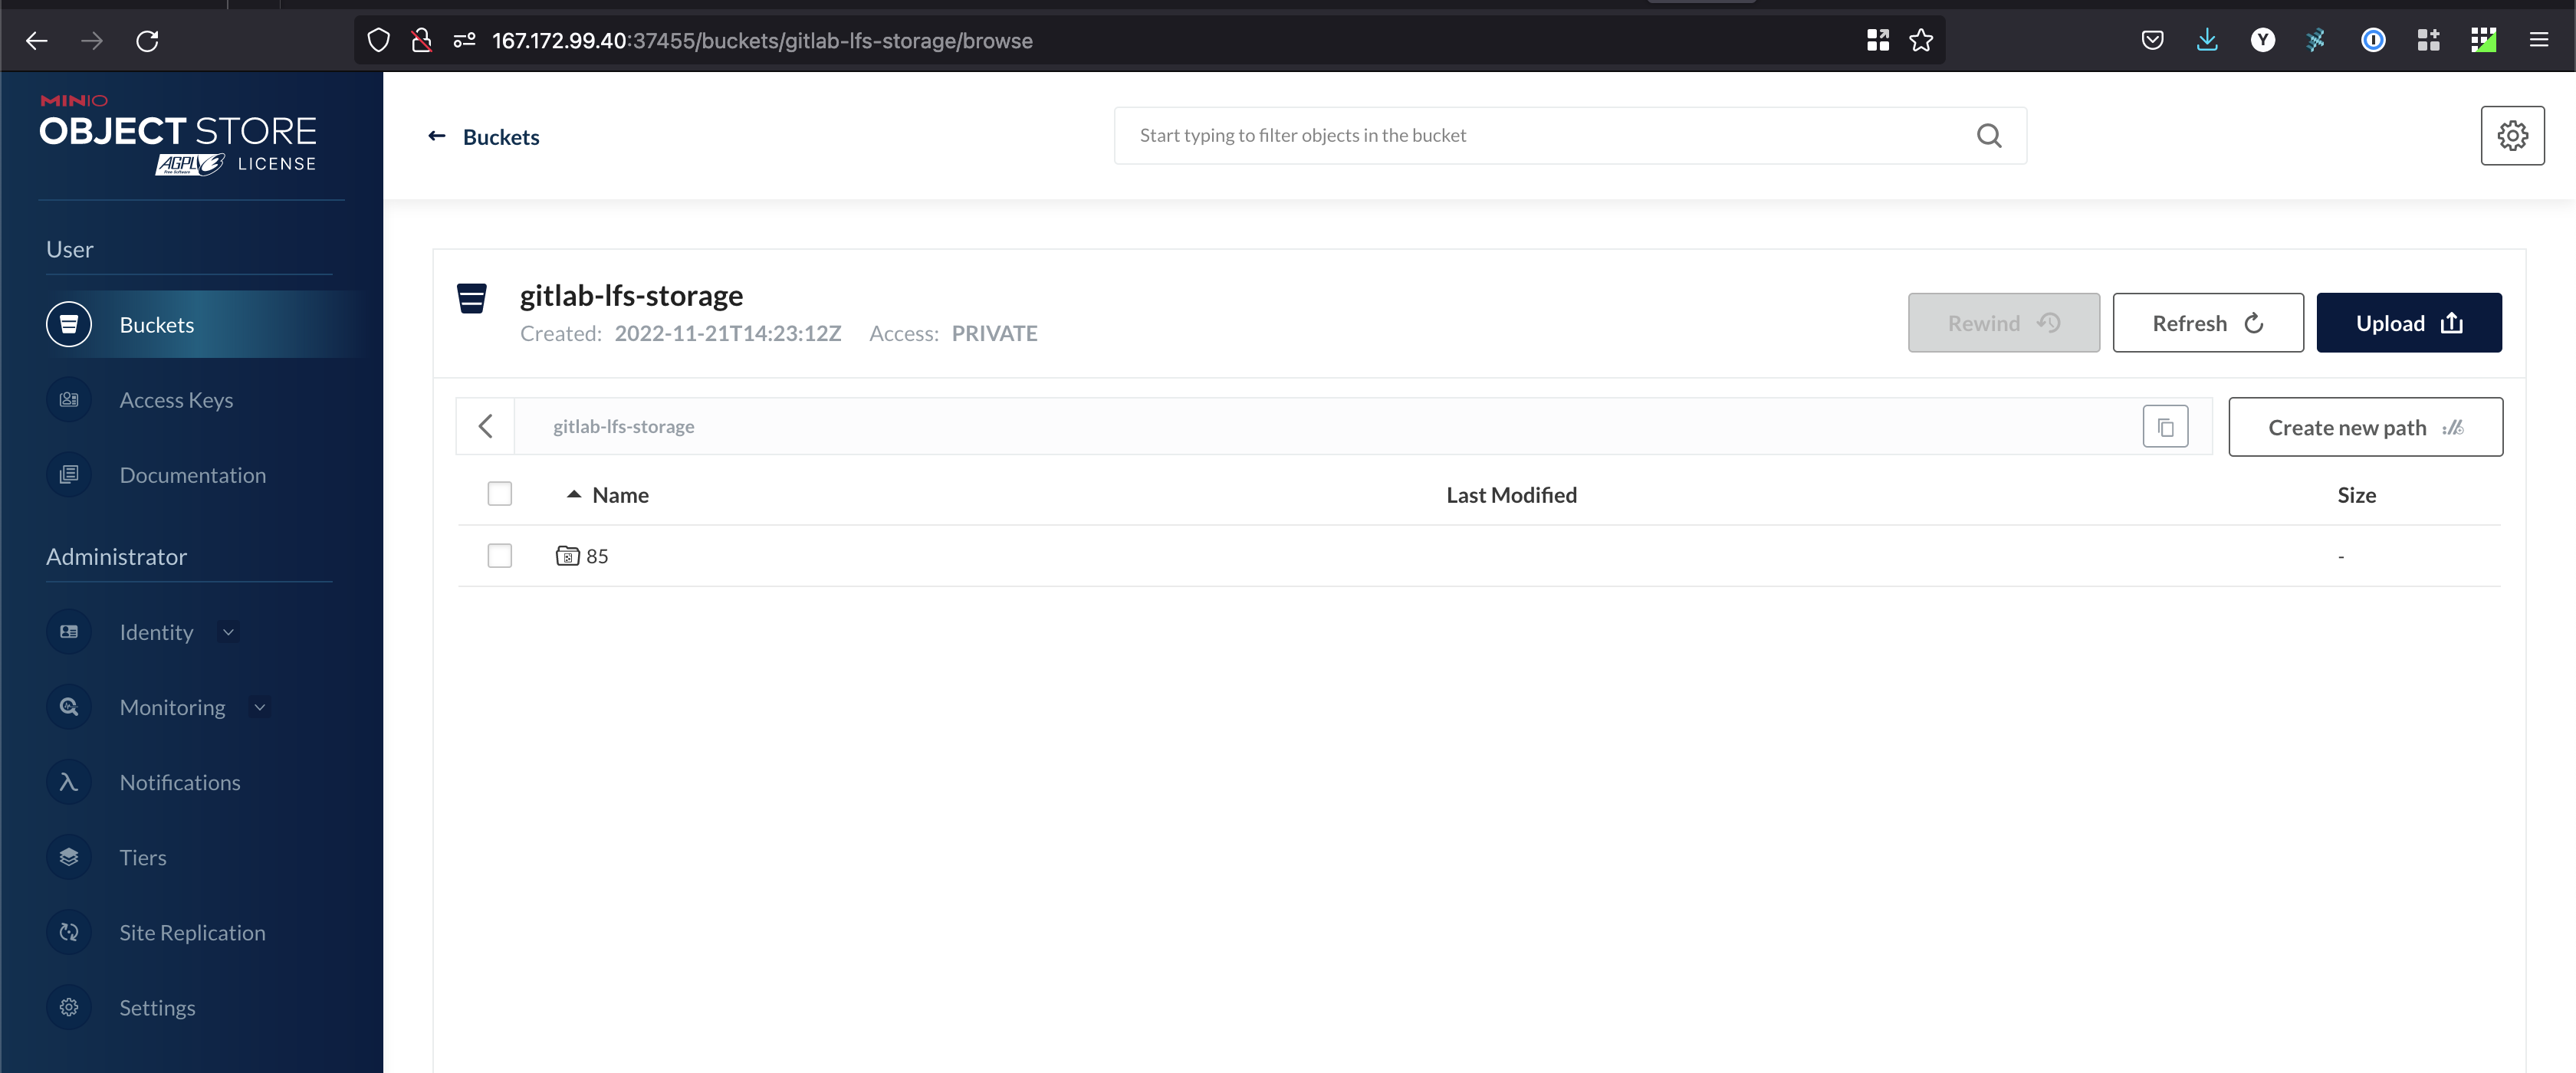 167.172.99.40:37455/buckets/gitlab-lfs-storage/browse
MINIO
OBJECT STORE
AGPLv3 LICENSE
User
Buckets
Access Keys
Documentation
Administrator
Identity
Monitoring
Notifications
Tiers
Site Replication
Settings
Buckets
Start typing to filter objects in the bucket
gitlab-lfs-storage
Created: 2022-11-21T14:23:12Z Access: PRIVATE
Rewind
Refresh
Upload
gitlab-lfs-storage
Create new path
Name Last Modified Size
85 -